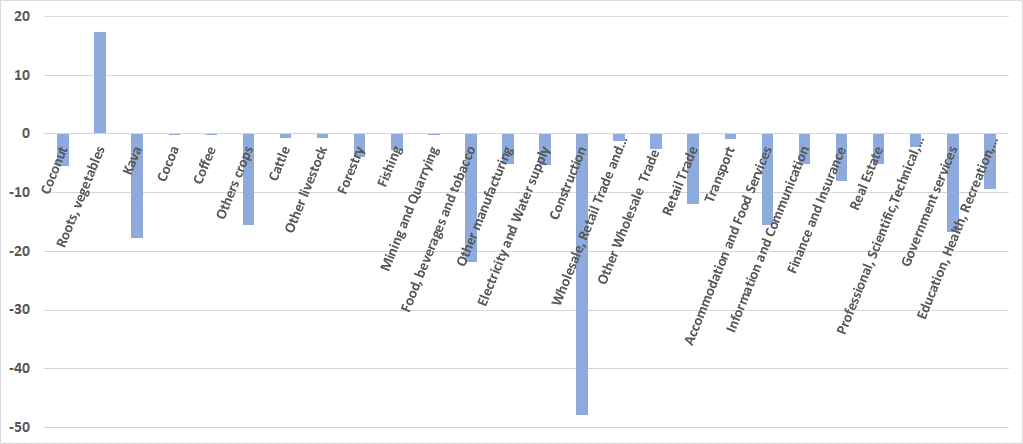 20
10
0
-10
-20
-30
-40
-50
Coconut
Roots, vegetables
Kava
Cocoa
Coffee
Others crops
Cattle
Other livestock
Forestry
Fishing
Mining and Quarrying
Food, beverages and tobacco
Other manufacturing
Electricity and Water supply
Construction
Wholesale, Retail Trade and...
Other Wholesale Trade
Retail Trade
Transport
Accommodation and Food Services
Information and Communication
Finance and Insurance
Real Estate
Professional, Scientific,Technical,...
Government services
Education, Health, Recreation,...